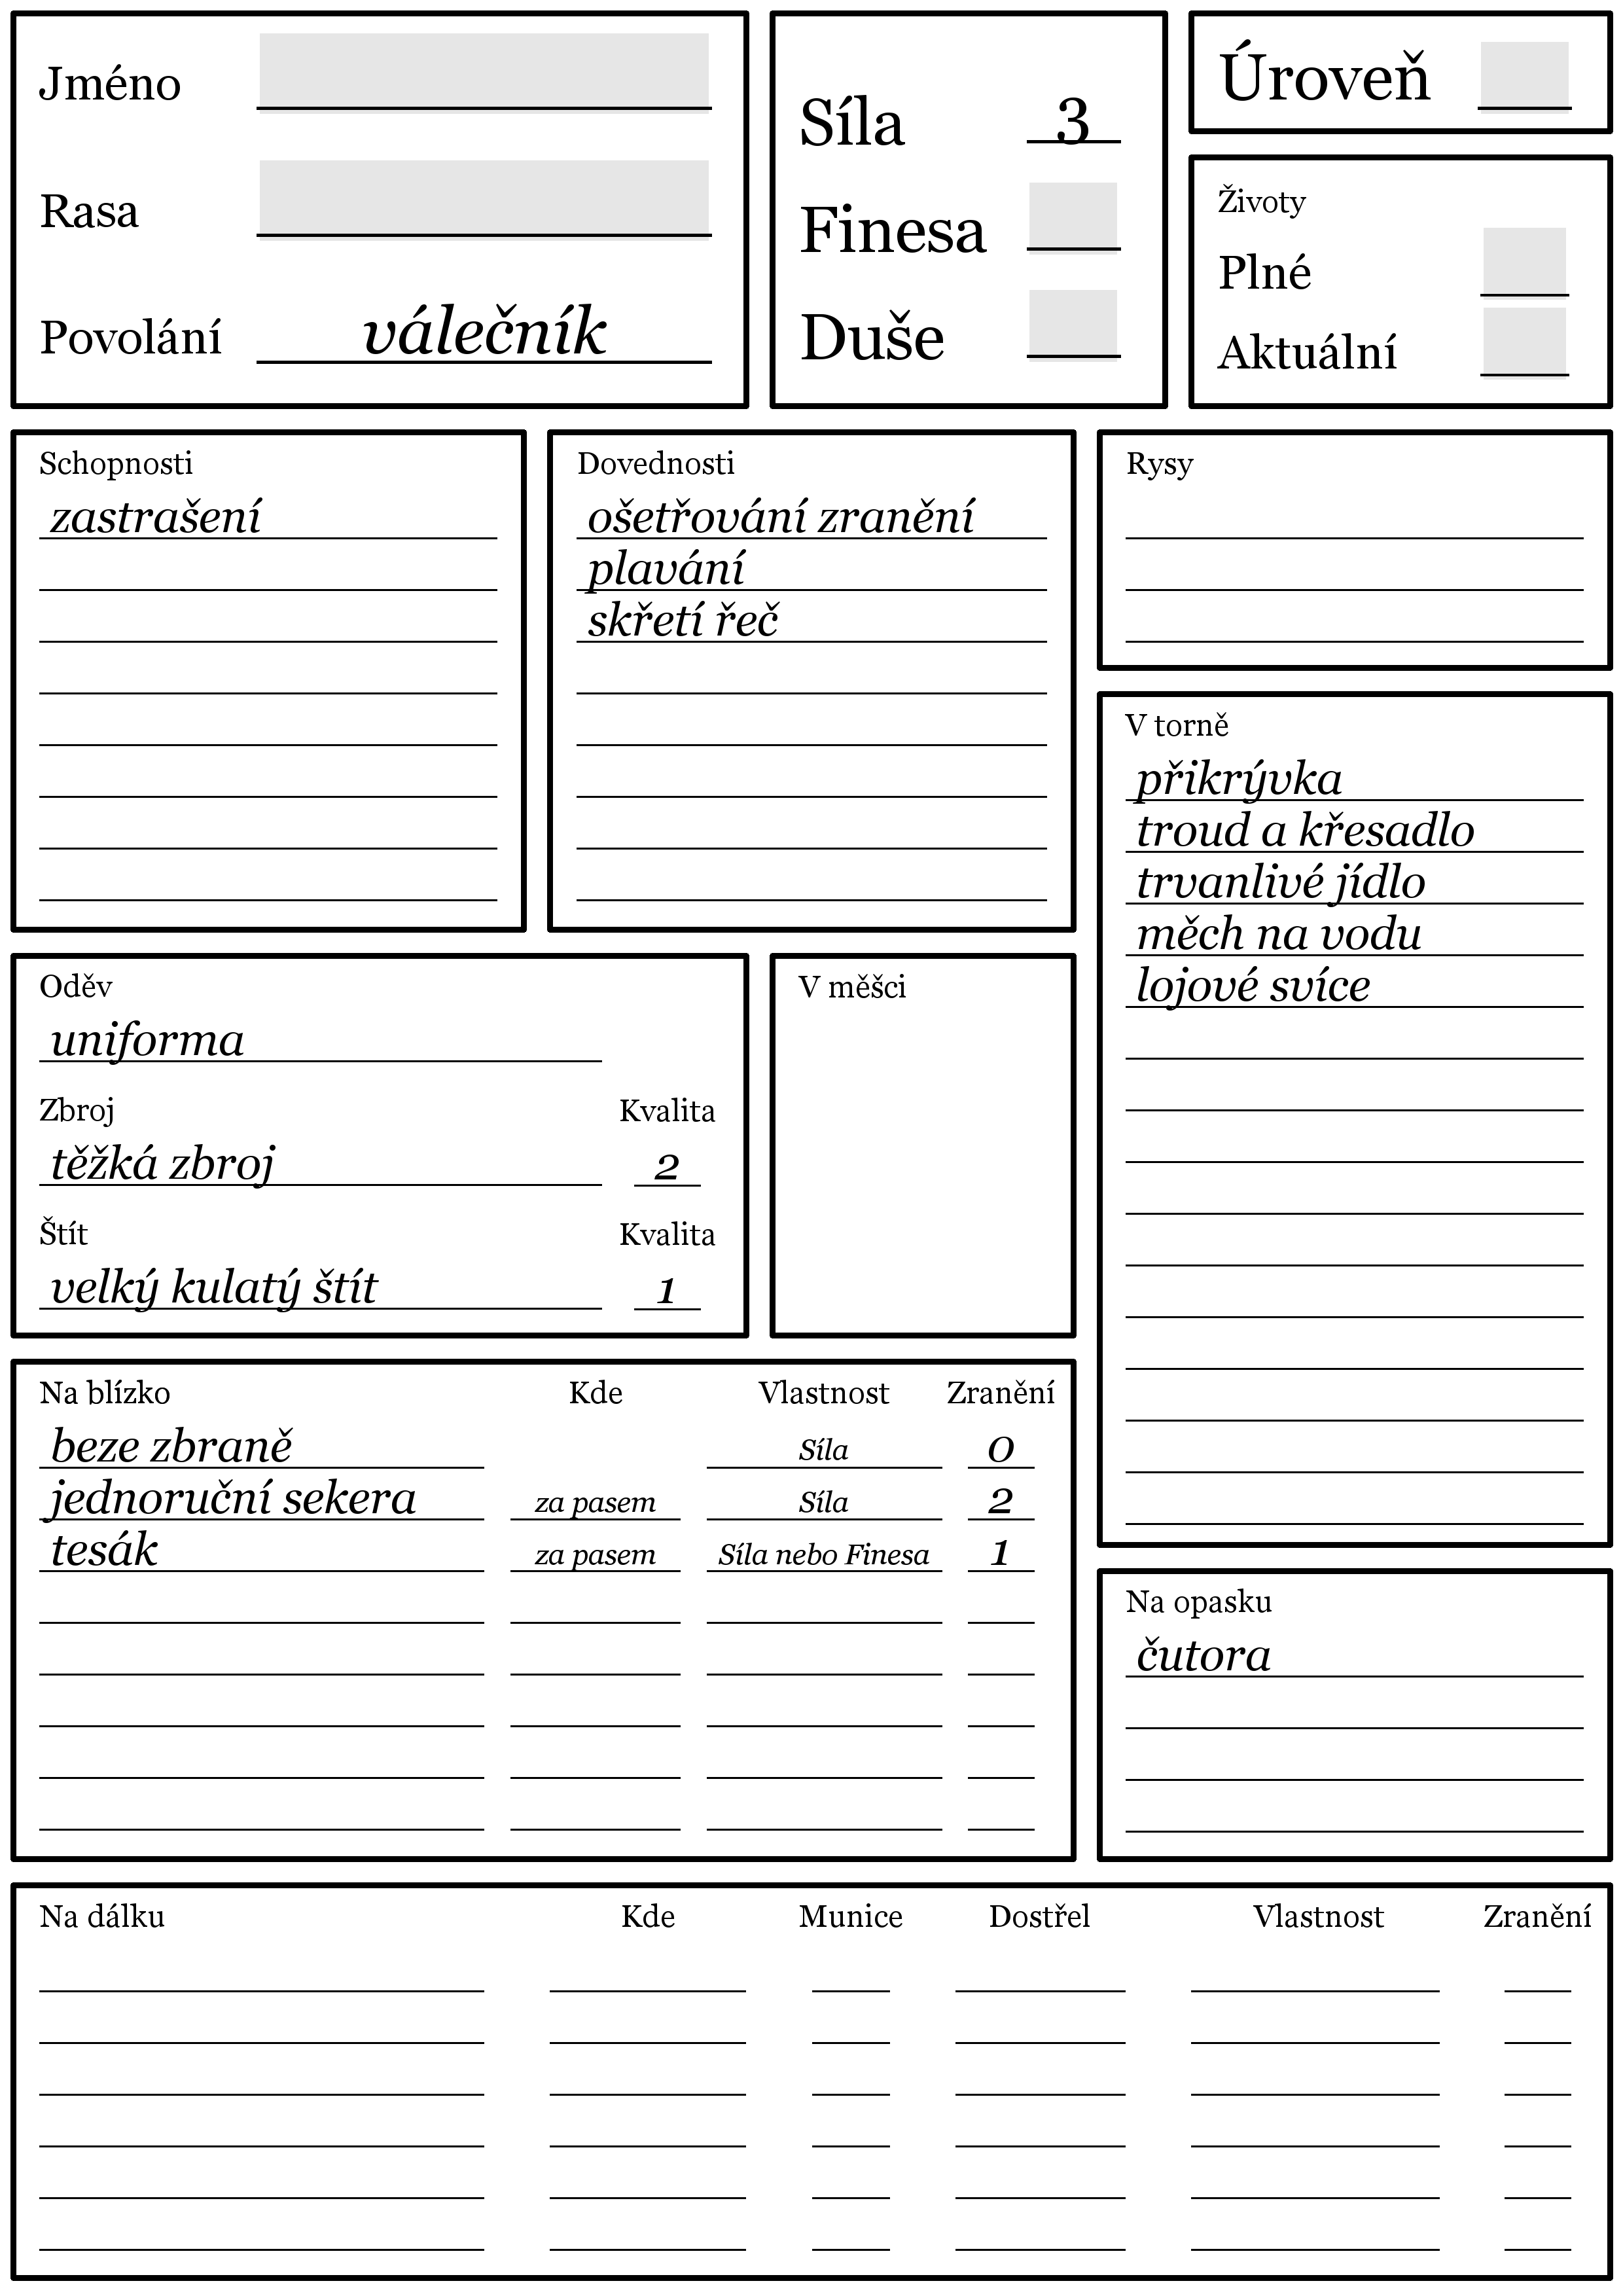 Jméno
Rasa
Povolání válečník
Síla 3
Finesa
Duše
Úroveň
Životy
Plné
Aktuální
Schopnosti
zastrašení
Dovednosti
ošetřování zranění
plavání
skřetí řeč
Rysy
V torně
přikrývka
troud a křesadlo
trvanlivé jídlo
měch na vodu
lojové svíce
Oděv
uniforma
Zbroj Kvalita
těžká zbroj 2
Štít Kvalita
velký kulatý štít 1
V měšci
Na blízko Kde Vlastnost Zranění
beze zbraně Síla 0
jednoruční sekera za pasem Síla 2
tesák za pasem Síla nebo Finesa 1
Na opasku
čutora
Na dálku Kde Munice Dostřel Vlastnost Zranění